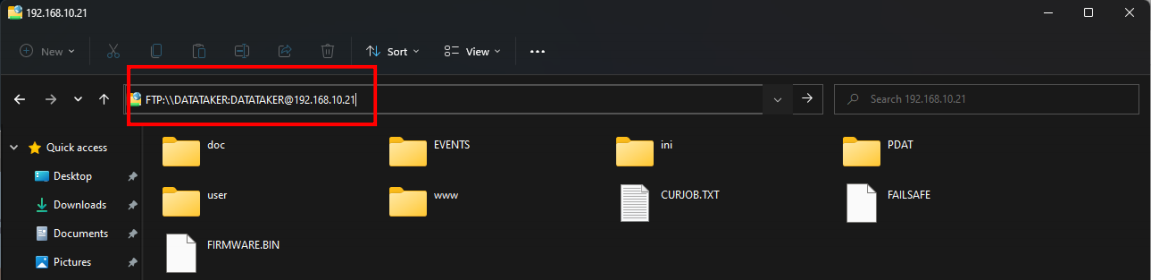 192.168.10.21
New
Sort
View
FTP:\\DATATAKER:DATATAKER@192.168.10.21
Search 192.168.10.21
Quick access
Desktop
Downloads
Documents
Pictures
doc EVENTS ini PDAT
user www CURJOB.TXT FAILSAFE
FIRMWARE.BIN